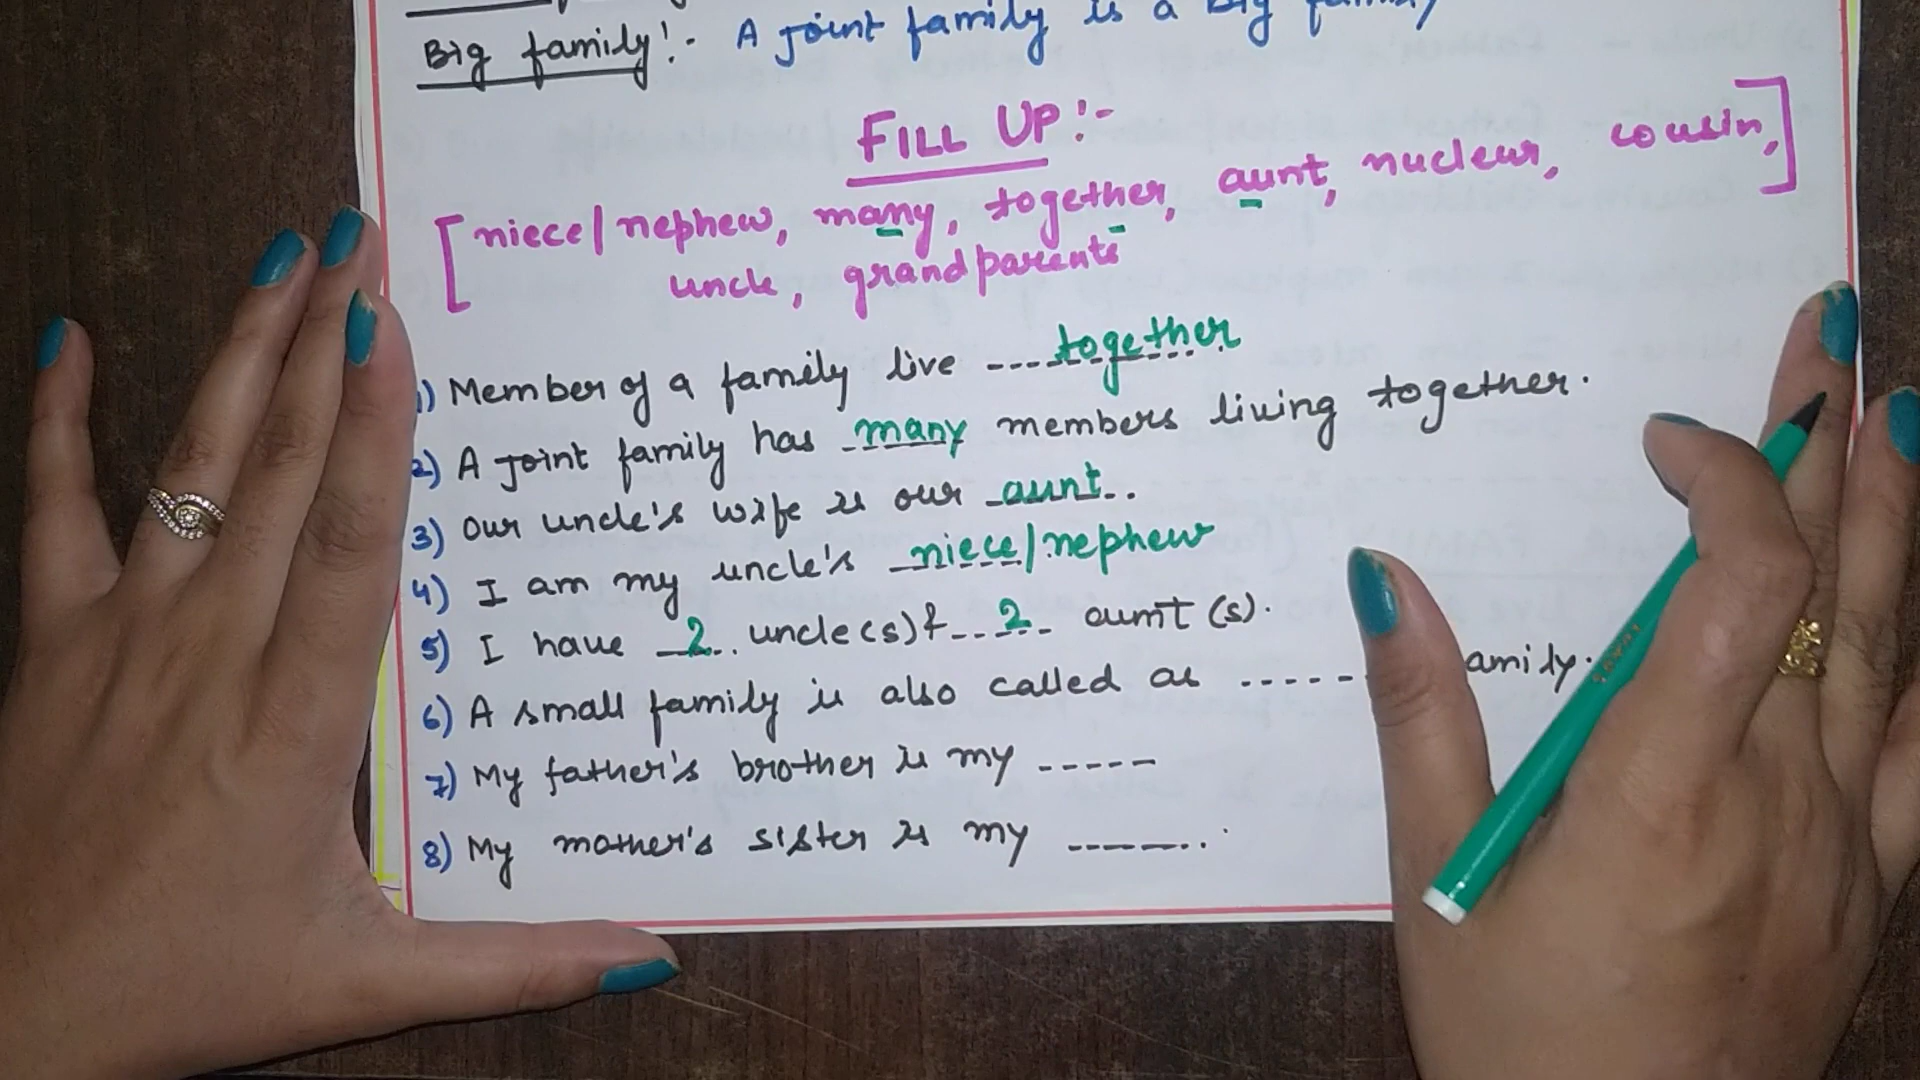 Big family!- A joint family is a Big family
FILL UP!-
[niece/nephew, many, together, aunt, nuclear, cousin,
uncle, grandparents]
1) Member of a family live ---together---.
2) A joint family has -many- members living together.
3) Our uncle's wife is our -aunt-..
4) I am my uncle's niece/nephew
5) I have 2 uncle(s) & 2 aunt (s).
6) A small family is also called as ------ amily.
7) My father's brother is my -----
8) My mother's sister is my -------..